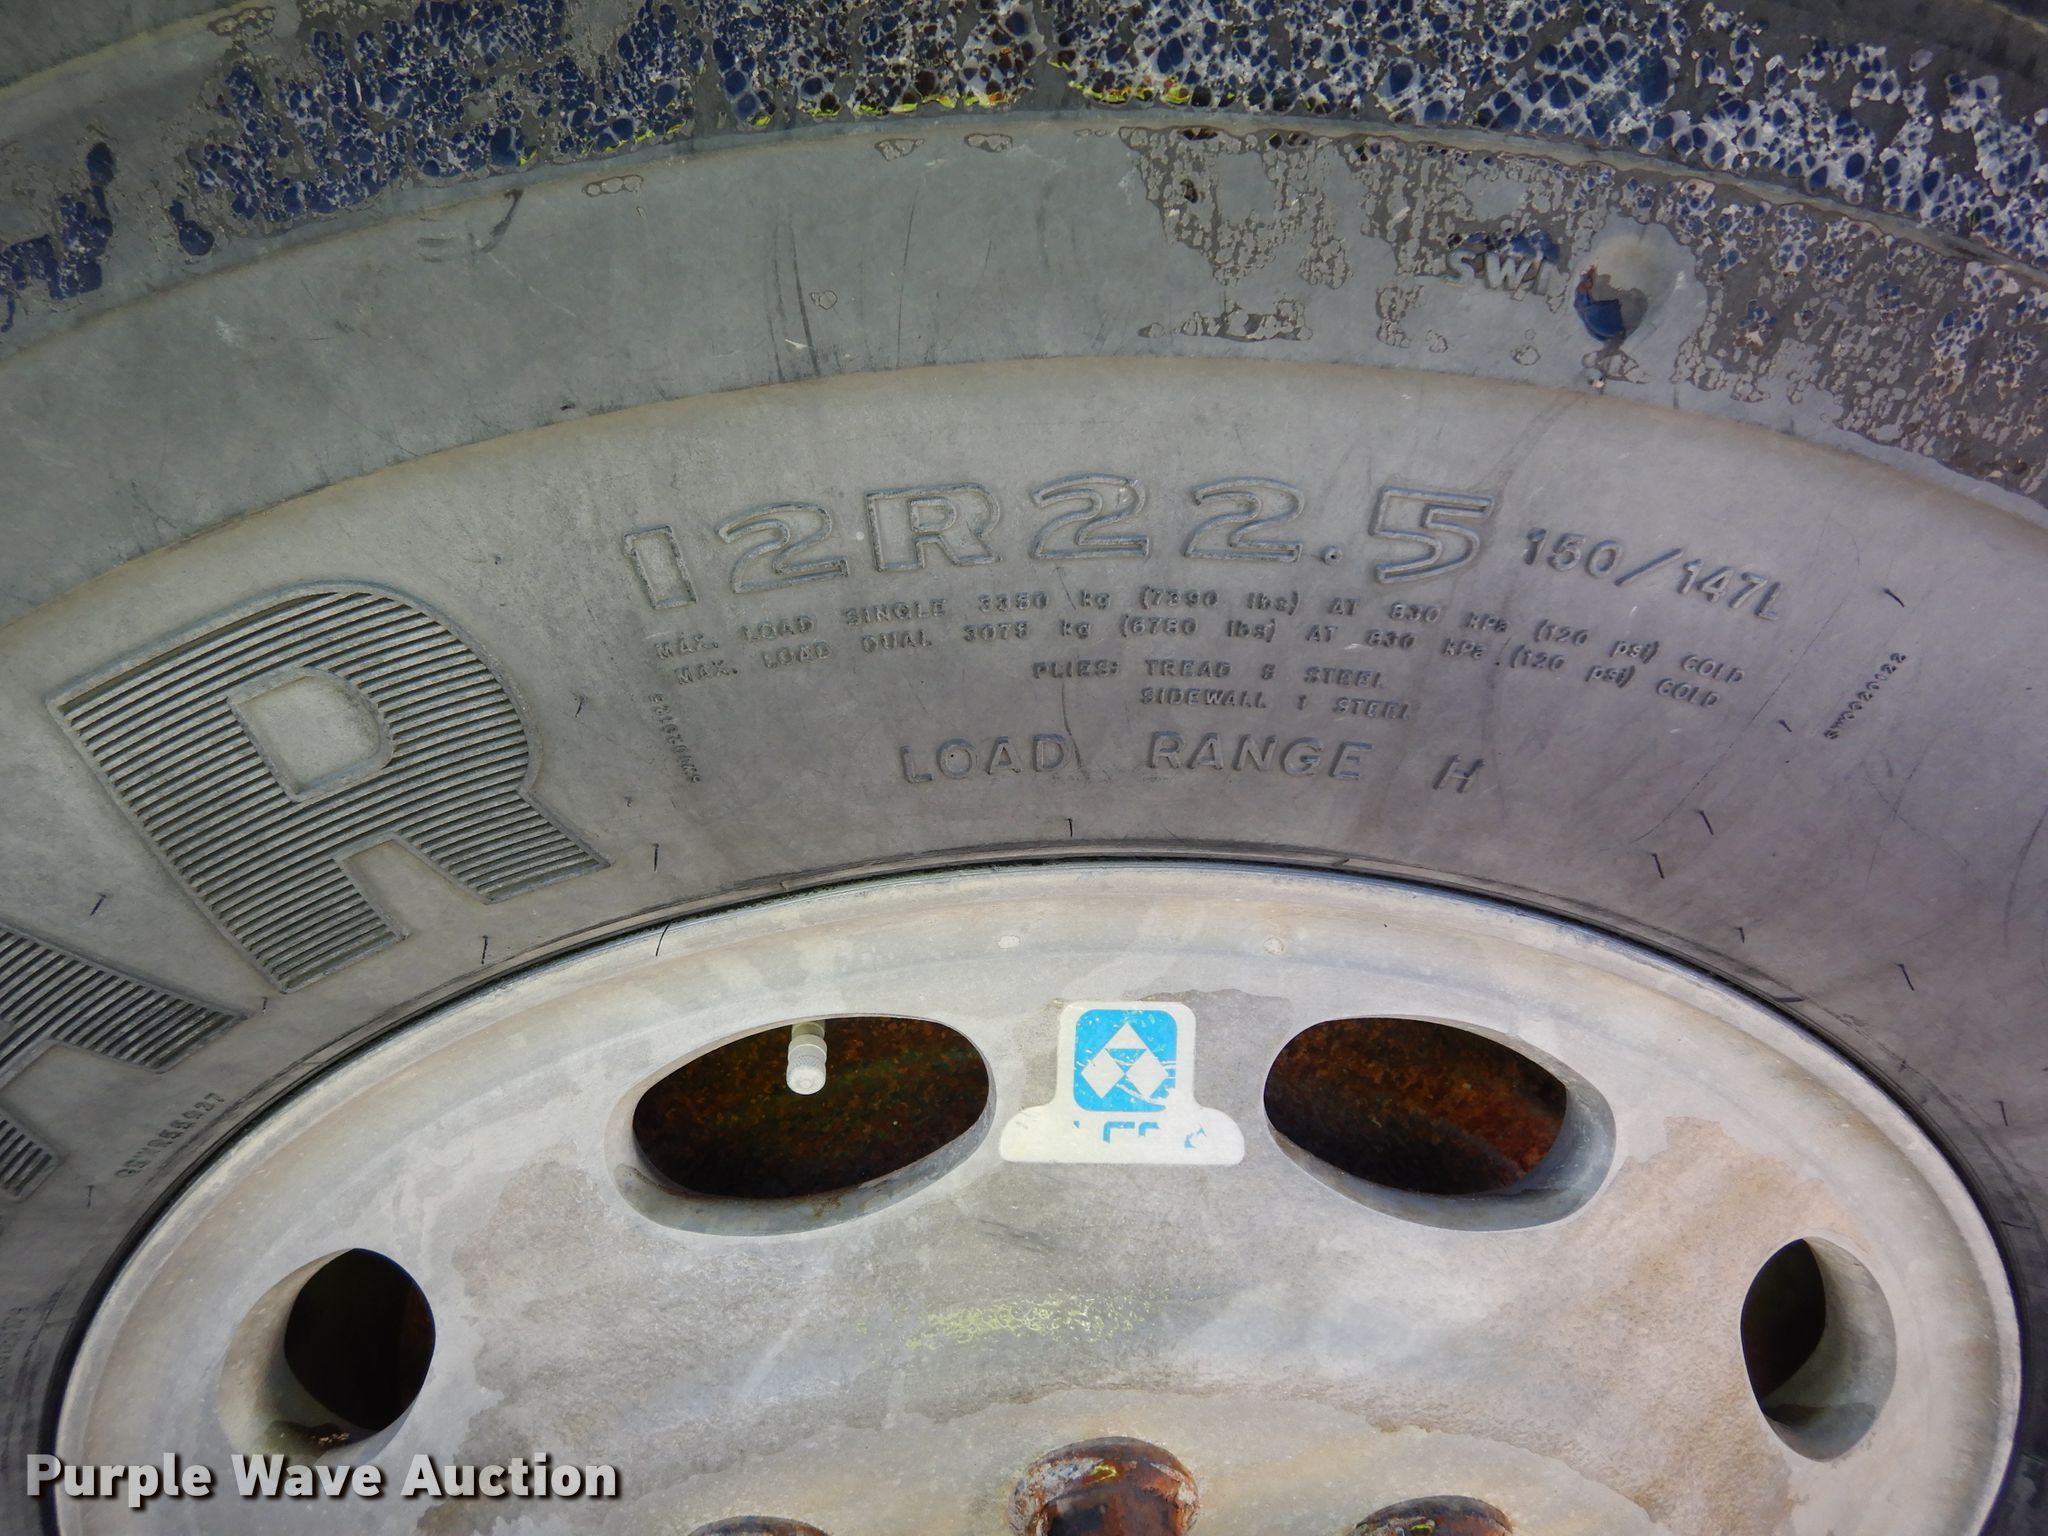 12R22.5 150/147L
MAX. LOAD SINGLE 3350 kg (7390 lbs) AT 830 kPa (120 psi) COLD
MAX. LOAD DUAL 3075 kg (6780 lbs) AT 830 kPa (120 psi) COLD
PLIES: TREAD 5 STEEL
SIDEWALL 1 STEEL
LOAD RANGE H
AR
Purple Wave Auction